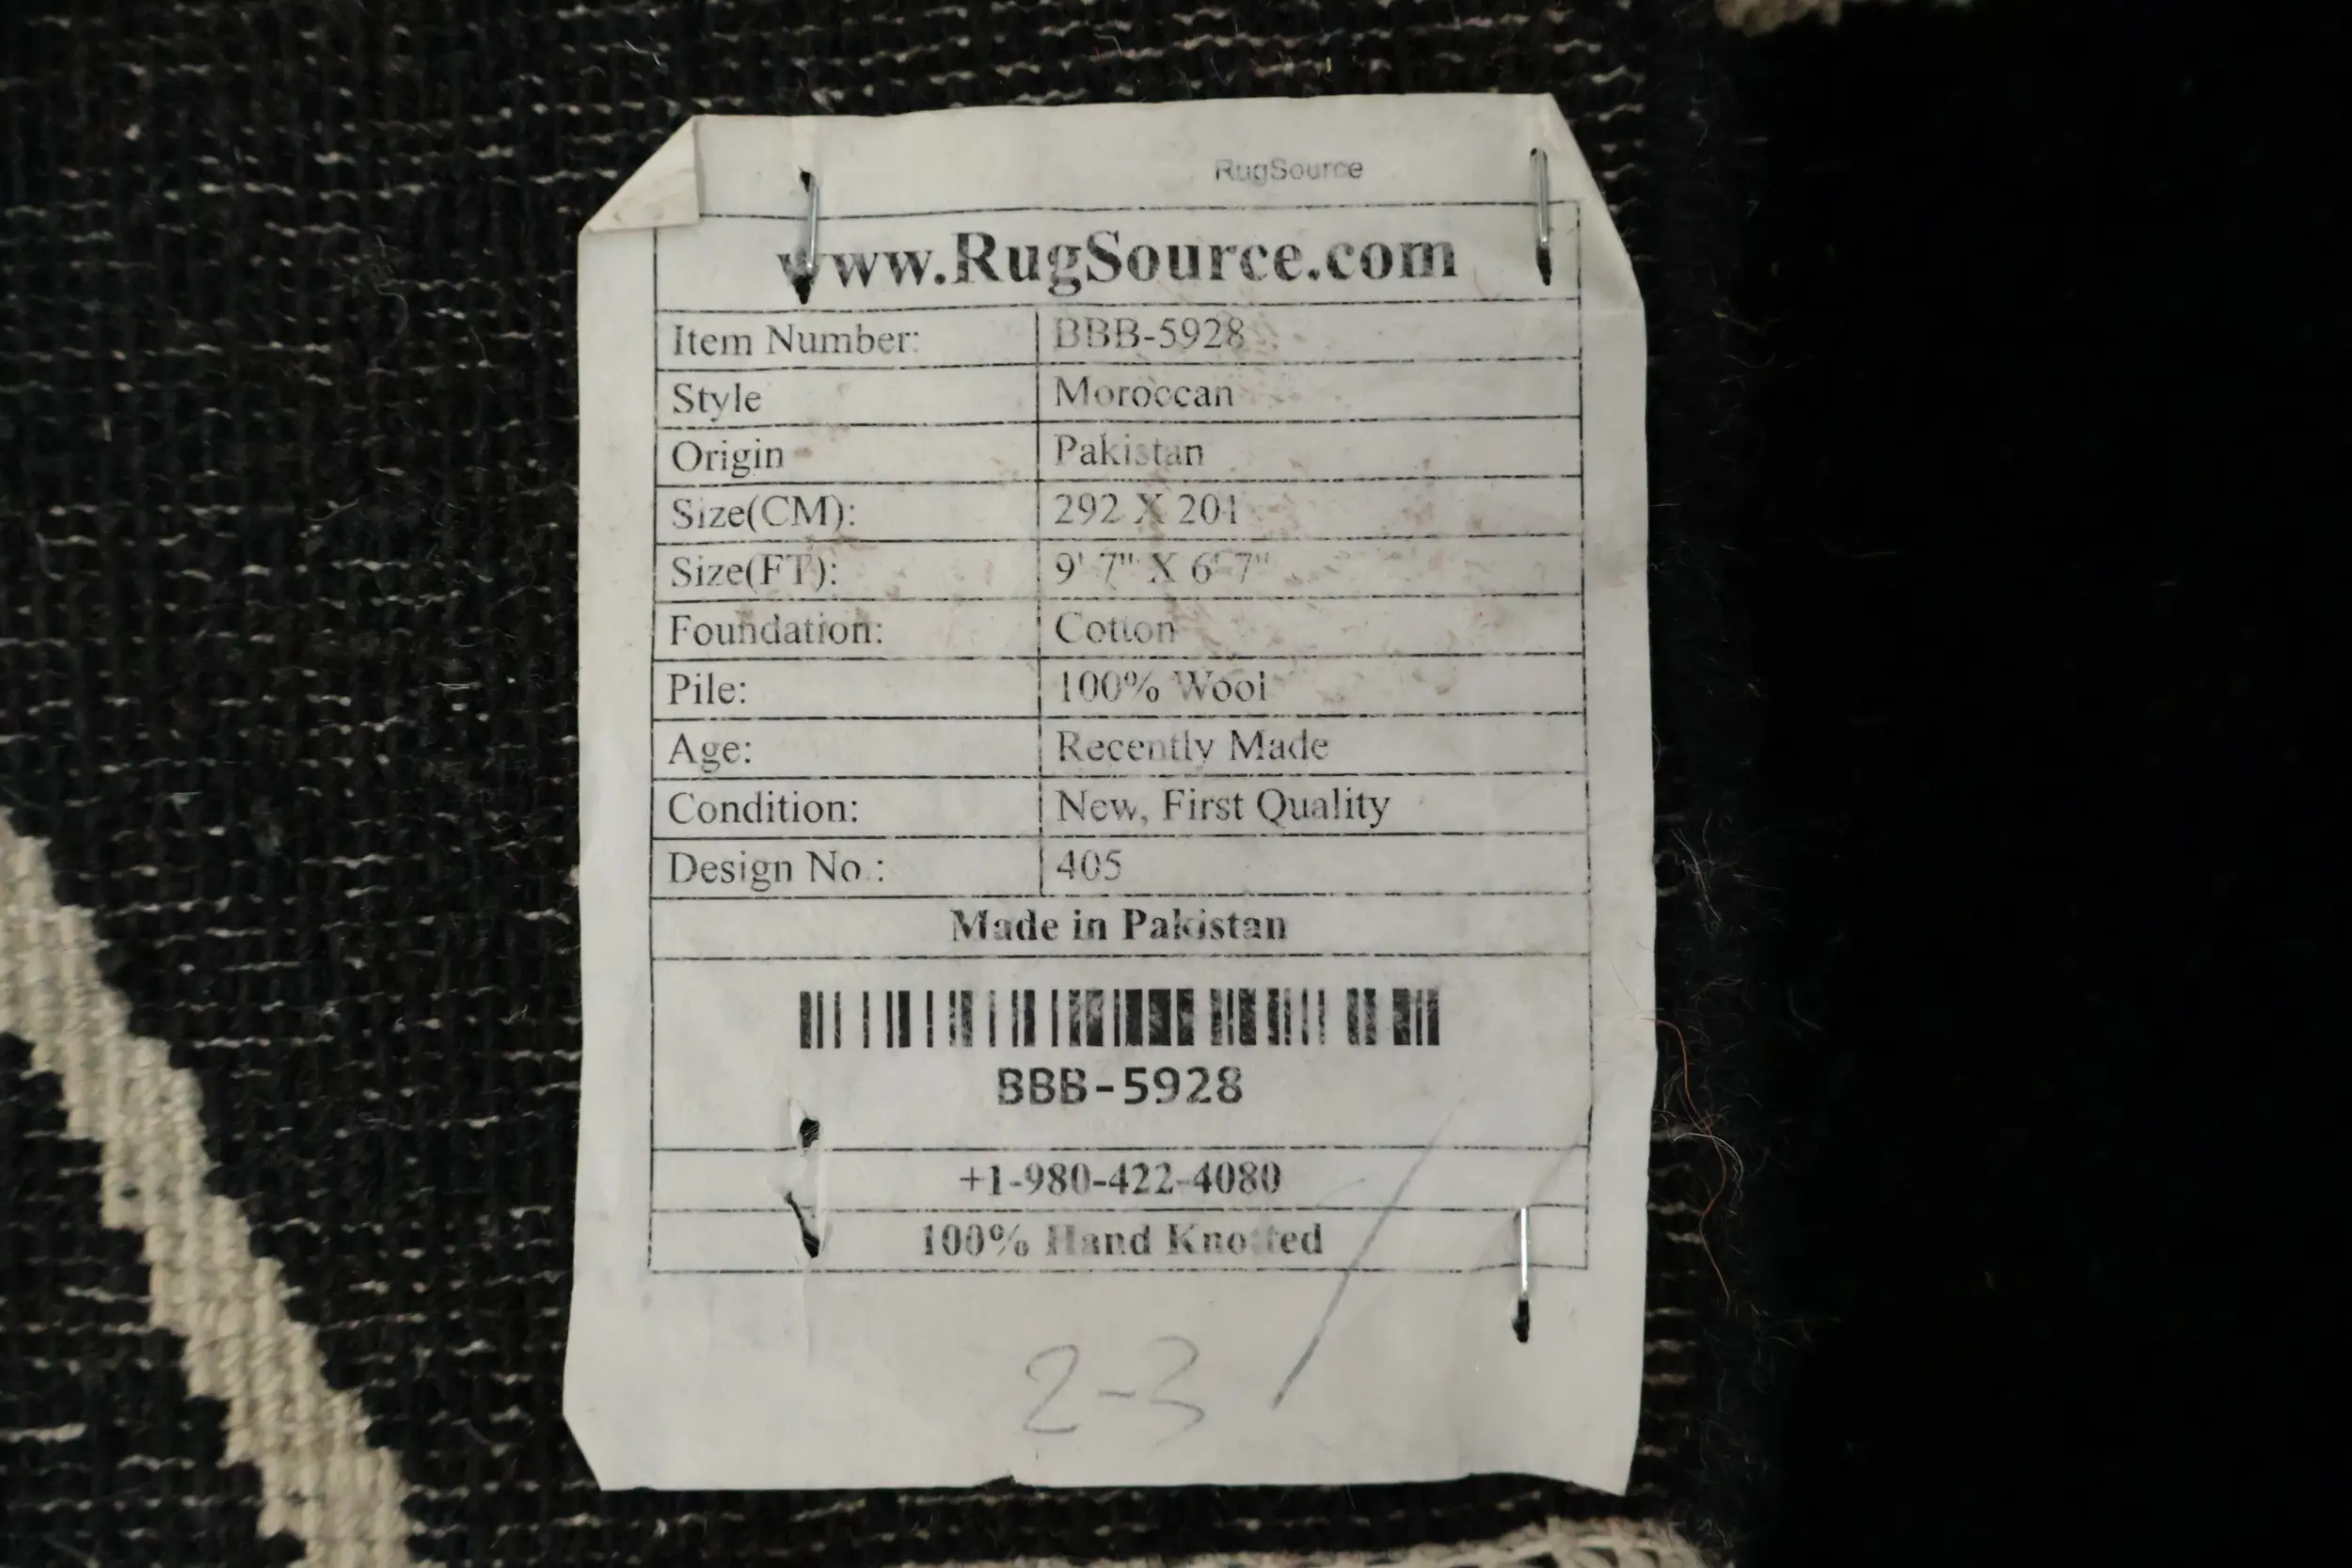 RugSource
www.RugSource.com
Item Number: BBB-5928
Style Moroccan
Origin Pakistan
Size(CM): 292 X 201
Size(FT): 9' 7" X 6' 7"
Foundation: Cotton
Pile: 100% Wool
Age: Recently Made
Condition: New, First Quality
Design No.: 405
Made in Pakistan
BBB-5928
+1-980-422-4080
100% Hand Knotted
2-3